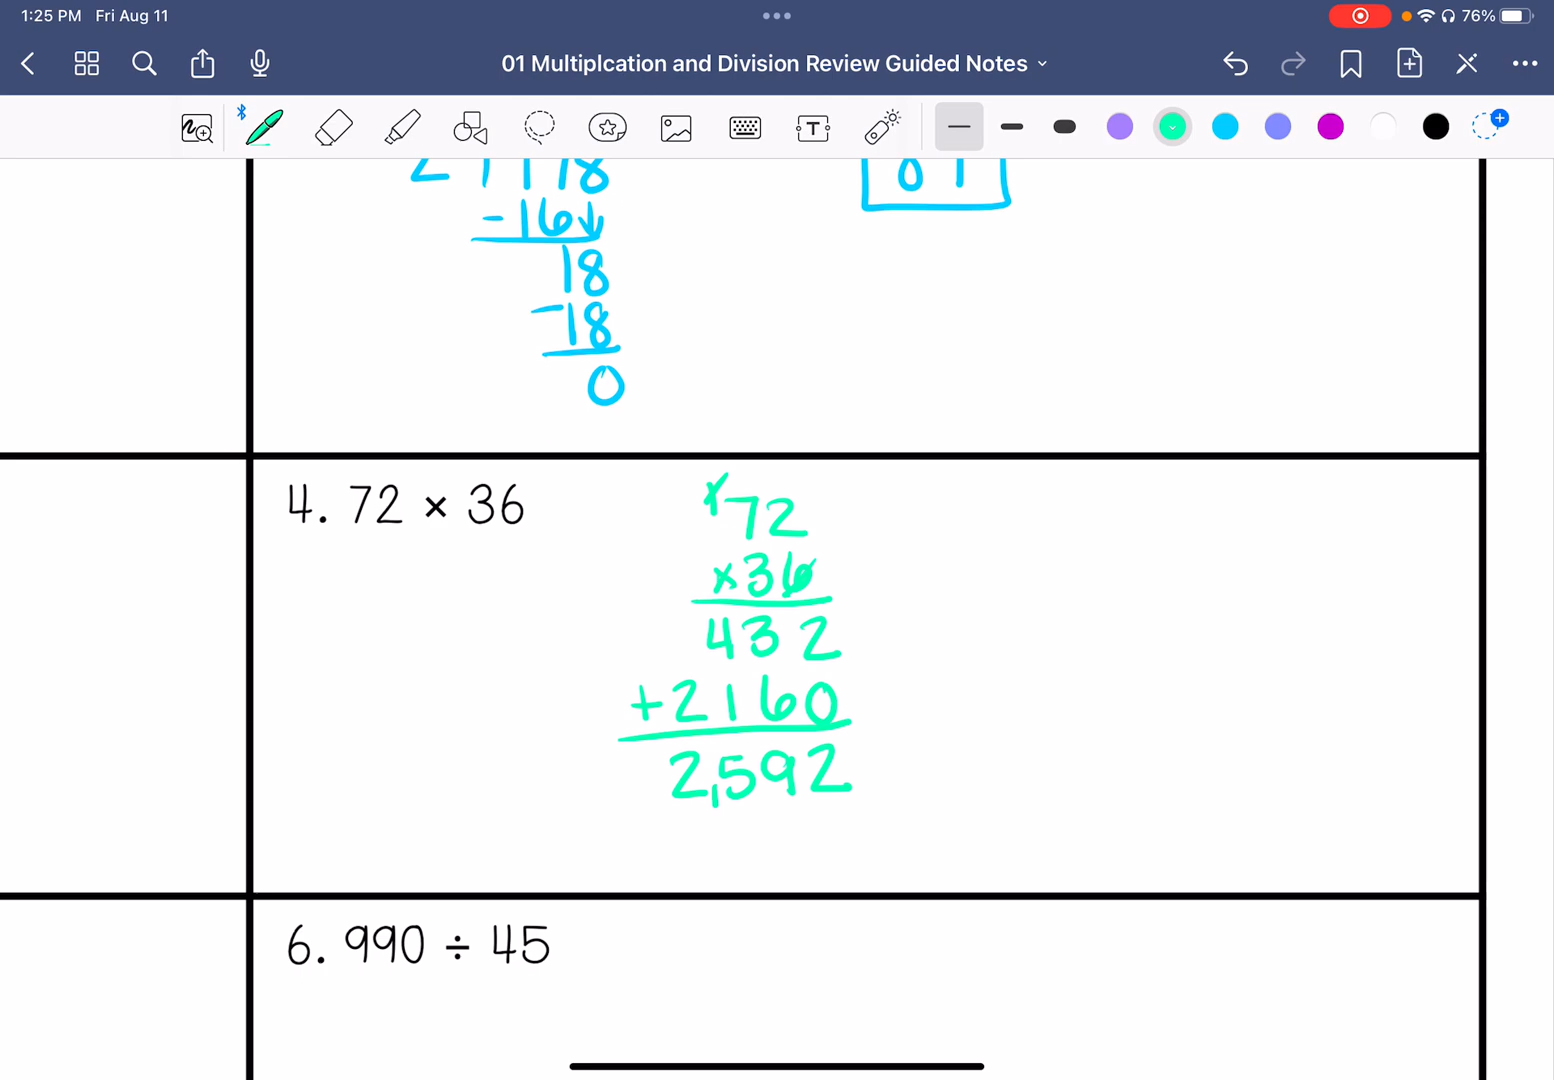 1:25 PM Fri Aug 11
76%
01 Multiplcation and Division Review Guided Notes
-16↓
18
-18
0
4. 72 × 36
1
72
×36
432
+2160
2,592
6. 990 ÷ 45